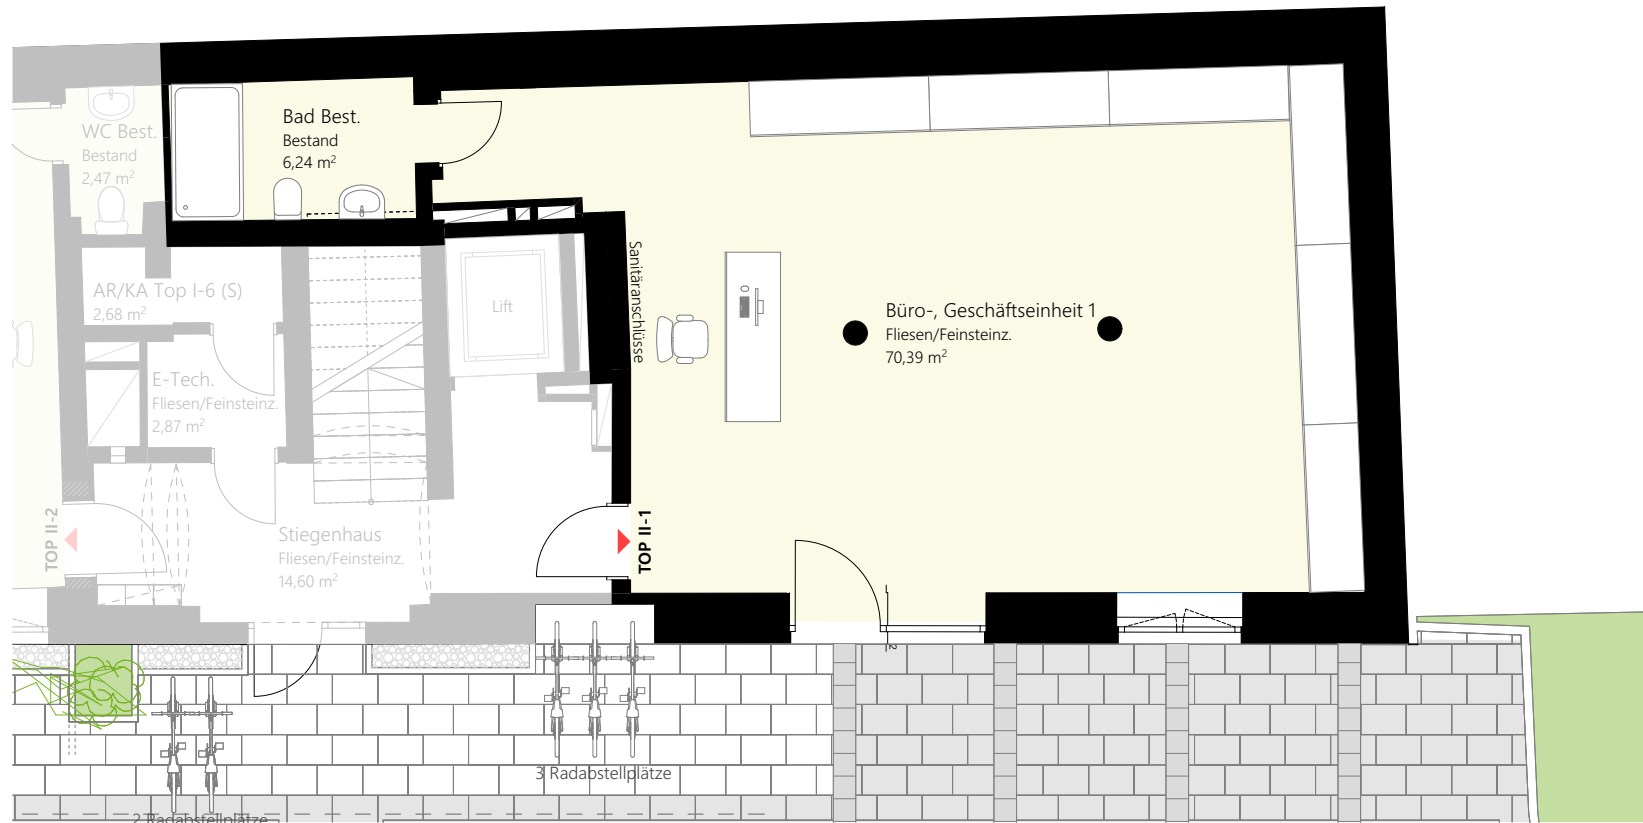 WC Best.
Bestand
2,47 m²
Bad Best.
Bestand
6,24 m²
AR/KA Top I-6 (S)
2,68 m²
Lift
Sanitäranschlüsse
Büro-, Geschäftseinheit 1
Fliesen/Feinsteinz.
70,39 m²
E-Tech.
Fliesen/Feinsteinz.
2,87 m²
TOP II-2
Stiegenhaus
Fliesen/Feinsteinz.
14,60 m²
TOP II-1
2
3 Radabstellplätze
2 Radabstellplätze